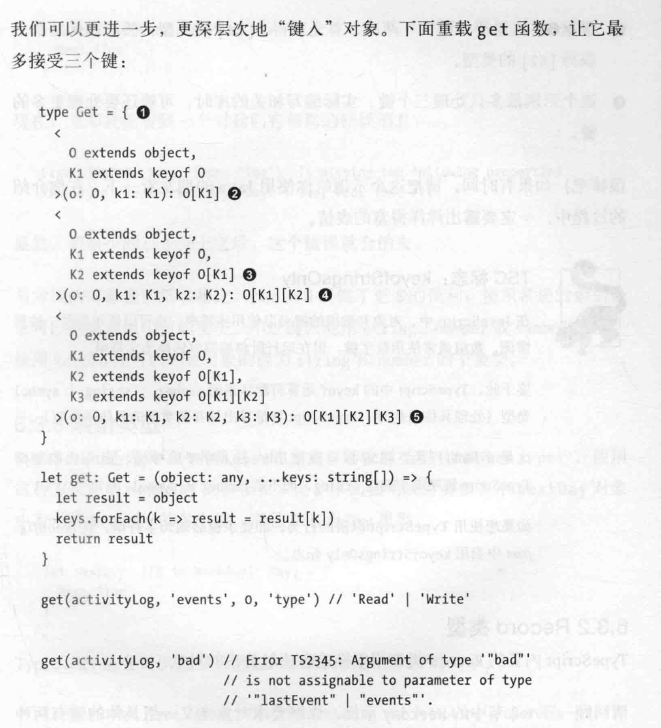 我们可以更进一步，更深层次地“键入”对象。下面重载 get 函数，让它最
多接受三个键：
type Get = { ❶
<
O extends object,
K1 extends keyof O
>(o: O, k1: K1): O[K1] ❷
<
O extends object,
K1 extends keyof O,
K2 extends keyof O[K1] ❸
>(o: O, k1: K1, k2:K2): O[K1][K2] ❹
<
O extends object,
K1 extends keyof O,
K2 extends keyof O[K1],
K3 extends keyof O[K1][K2]
>(o: O, k1: K1, k2: K2, k3: K3): O[K1][K2][K3] ❺
}
let get: Get = (object: any, ...keys: string[]) => {
let result = object
keys.forEach(k => result = result[k])
return result
}
get(activityLog, 'events', 0, 'type') // 'Read' | 'Write'
get(activityLog, 'bad') // Error TS2345: Argument of type '"bad"'
// is not assignable to parameter of type
// '"lastEvent" | "events"'.